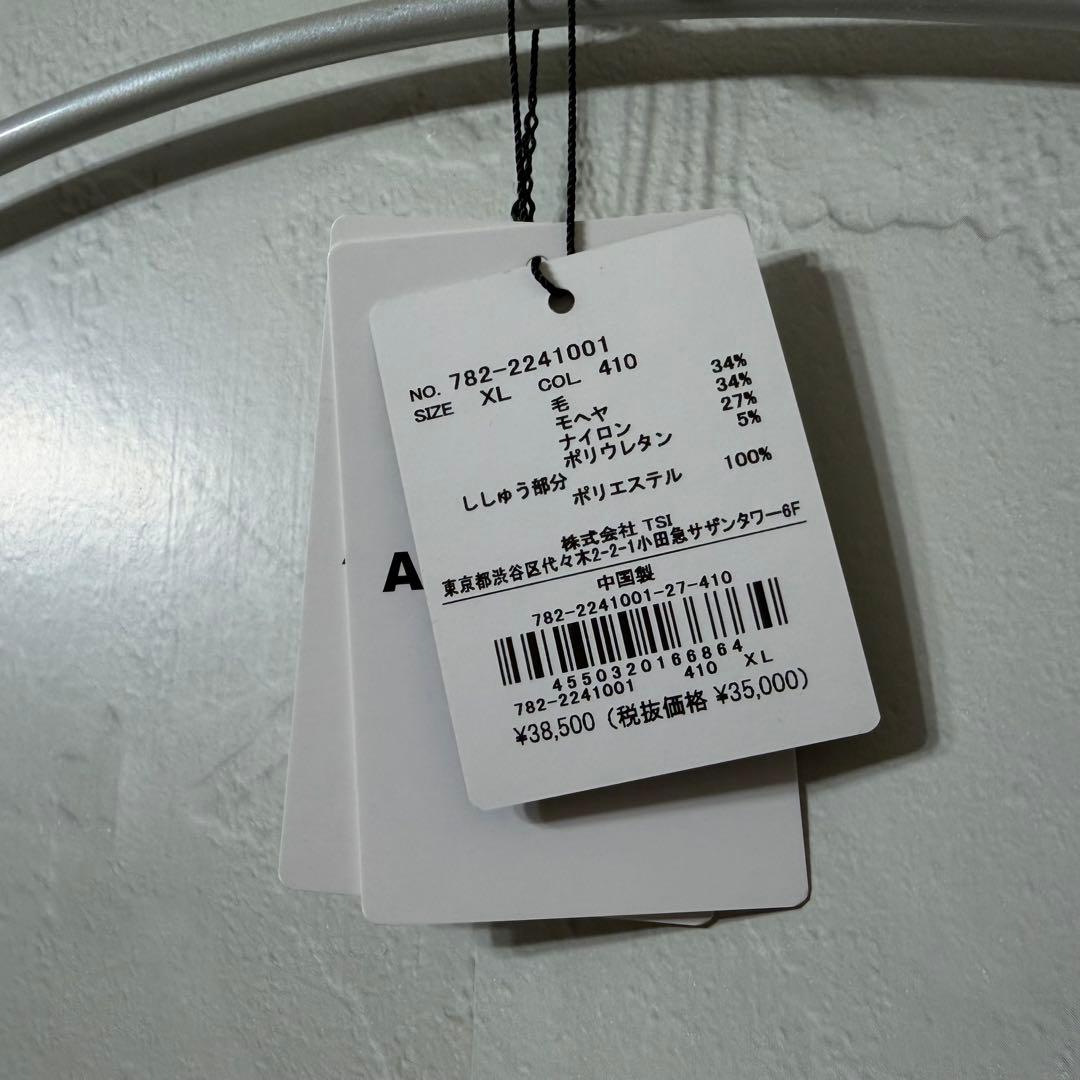 NO. 782-2241001
SIZE XL COL 410
毛 34%
モヘヤ 34%
ナイロン 27%
ポリウレタン 5%
ししゅう部分
ポリエステル 100%
株式会社 TSI
東京都渋谷区代々木2-2-1小田急サザンタワー6F
中国製
782-2241001-27-410
4550320166864
782-2241001 410 XL
¥38,500 (税抜価格 ¥35,000)
A